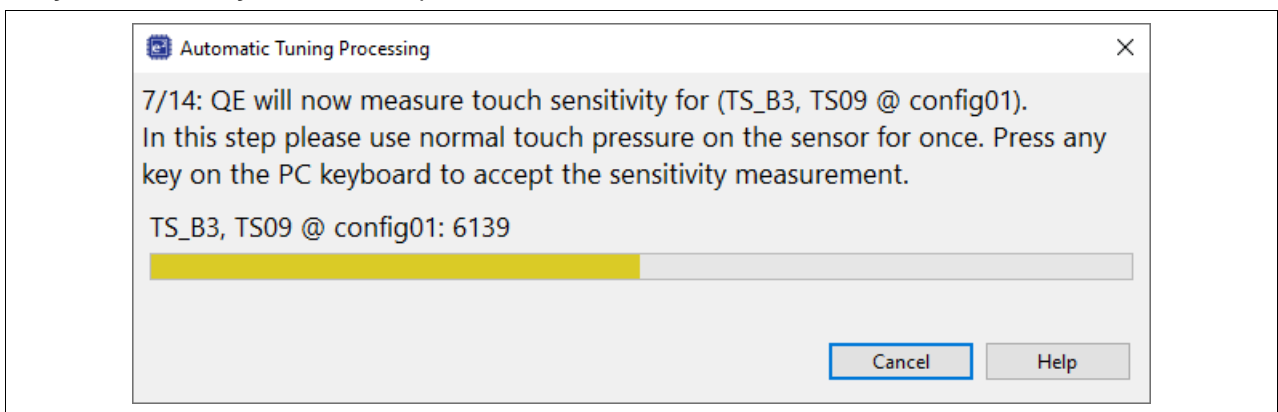 Automatic Tuning Processing
7/14: QE will now measure touch sensitivity for (TS_B3, TS09 @ config01).
In this step please use normal touch pressure on the sensor for once. Press any
key on the PC keyboard to accept the sensitivity measurement.
TS_B3, TS09 @ config01: 6139
Cancel
Help